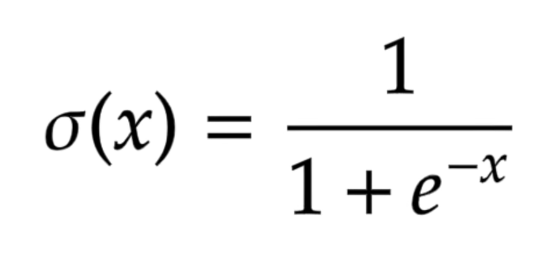 σ(x) = 1 / (1 + e^{-x})